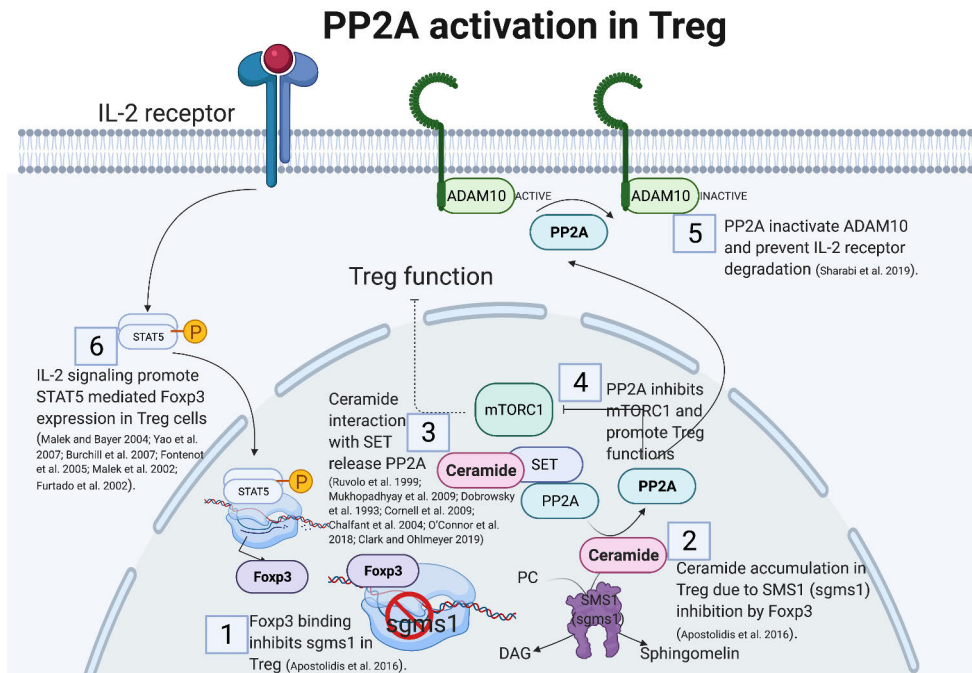 PP2A activation in Treg
IL-2 receptor
ADAM10
ACTIVE
ADAM10
INACTIVE
PP2A
5
PP2A inactivate ADAM10
and prevent IL-2 receptor
degradation (Sharabi et al. 2019).
Treg function
STAT5
P
6
IL-2 signaling promote
STAT5 mediated Foxp3
expression in Treg cells
(Malek and Bayer 2004; Yao et al.
2007; Burchill et al. 2007; Fontenot
et al. 2005; Malek et al. 2002;
Furtado et al. 2002).
STAT5
P
Foxp3
mTORC1
4
PP2A inhibits
mTORC1 and
promote Treg
functions
Ceramide
interaction
with SET
release PP2A
3
(Ruvolo et al. 1999;
Mukhopadhyay et al. 2009; Dobrowsky
et al. 1993; Cornell et al. 2009;
Chalfant et al. 2004; O'Connor et al.
2018; Clark and Ohlmeyer 2019)
Ceramide
SET
PP2A
PP2A
Ceramide
2
Ceramide accumulation in
Treg due to SMS1 (sgms1)
inhibition by Foxp3
(Apostolidis et al. 2016).
PC
SMS1
(sgms1)
DAG
Sphingomelin
Foxp3
sgms1
1
Foxp3 binding
inhibits sgms1 in
Treg (Apostolidis et al. 2016).